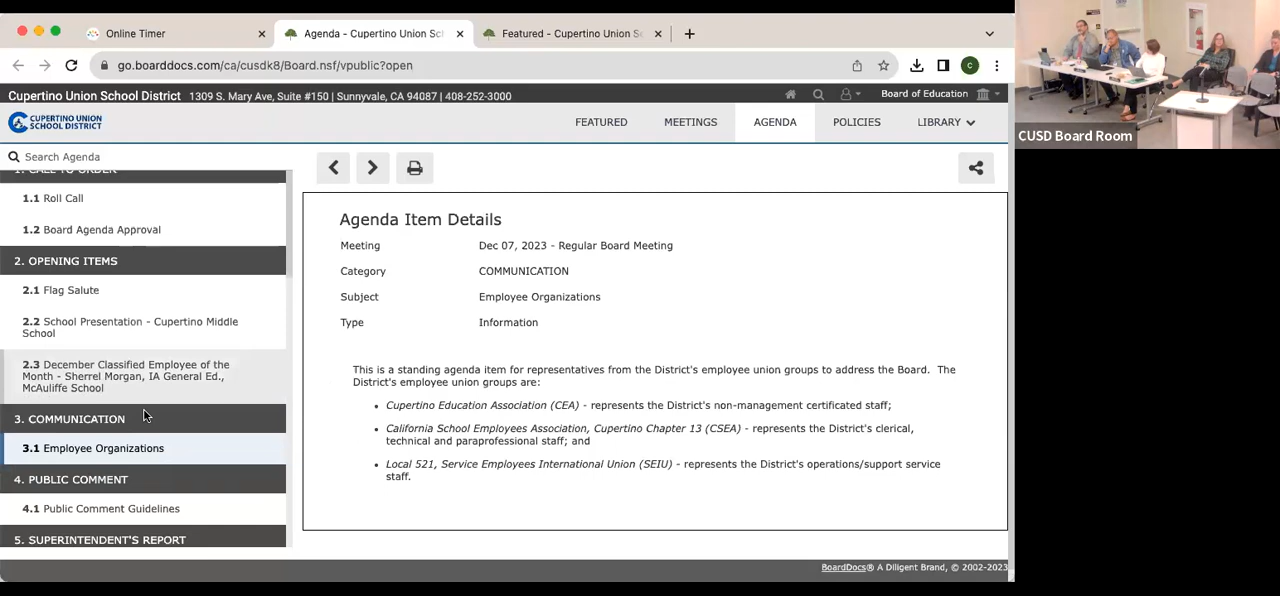 Online Timer
Agenda - Cupertino Union Sch
Featured - Cupertino Union Sc
go.boarddocs.com/ca/cusdk8/Board.nsf/vpublic?open
C
Cupertino Union School District 1309 S. Mary Ave, Suite #150 | Sunnyvale, CA 94087 | 408-252-3000
Board of Education
CUPERTINO UNION
SCHOOL DISTRICT
FEATURED
MEETINGS
AGENDA
POLICIES
LIBRARY
Search Agenda
1. CALL TO ORDER
1.1 Roll Call
1.2 Board Agenda Approval
2. OPENING ITEMS
2.1 Flag Salute
2.2 School Presentation - Cupertino Middle
School
2.3 December Classified Employee of the
Month - Sherrel Morgan, IA General Ed.,
McAuliffe School
3. COMMUNICATION
3.1 Employee Organizations
4. PUBLIC COMMENT
4.1 Public Comment Guidelines
5. SUPERINTENDENT'S REPORT
Agenda Item Details
Meeting Dec 07, 2023 - Regular Board Meeting
Category COMMUNICATION
Subject Employee Organizations
Type Information
This is a standing agenda item for representatives from the District's employee union groups to address the Board. The
District's employee union groups are:
• Cupertino Education Association (CEA) - represents the District's non-management certificated staff;
• California School Employees Association, Cupertino Chapter 13 (CSEA) - represents the District's clerical,
technical and paraprofessional staff; and
• Local 521, Service Employees International Union (SEIU) - represents the District's operations/support service
staff.
BoardDocs® A Diligent Brand, © 2002-2023
CUSD Board Room